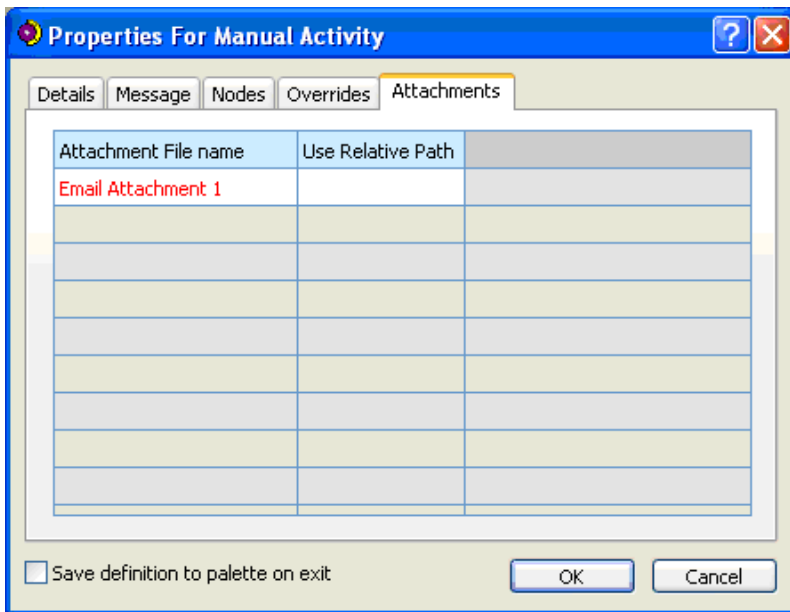 Properties For Manual Activity
Details Message Nodes Overrides Attachments
Attachment File name Use Relative Path
Email Attachment 1
Save definition to palette on exit OK Cancel